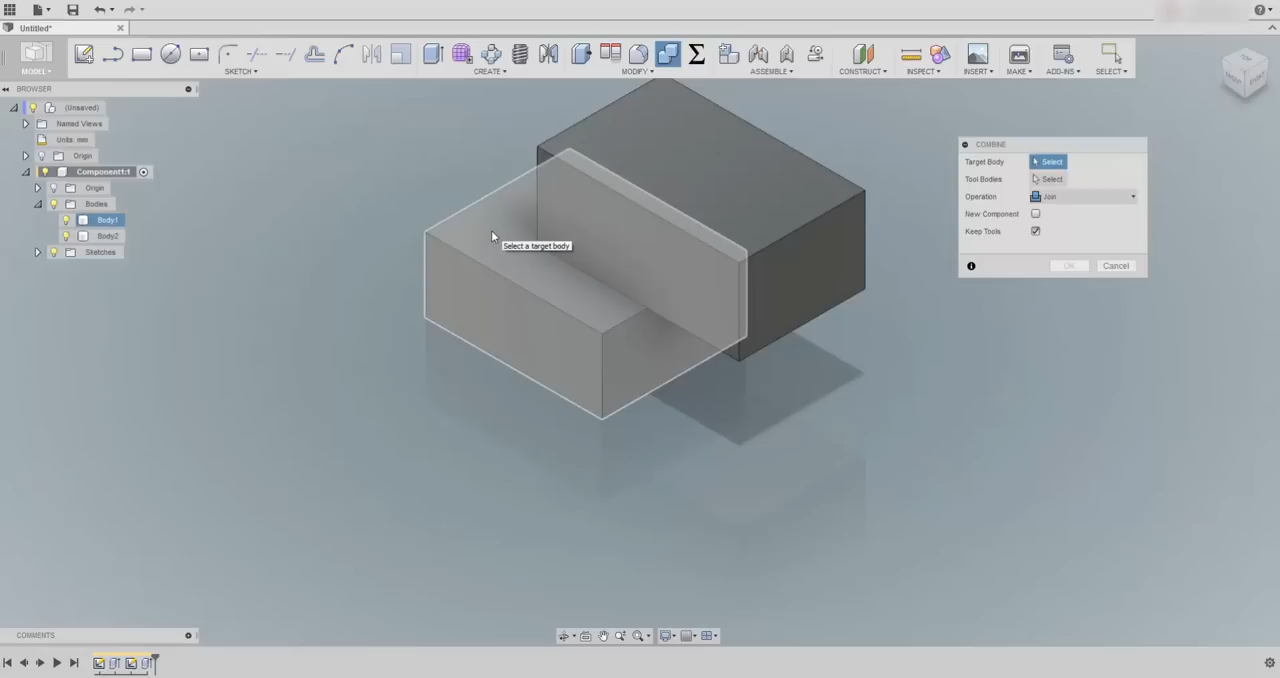 Untitled*
MODEL
SKETCH
CREATE
MODIFY
ASSEMBLE
CONSTRUCT
INSPECT
INSERT
MAKE
ADD-INS
SELECT
BROWSER
(Unsaved)
Named Views
Units: mm
Origin
Component1:1
Origin
Bodies
Body1
Body2
Sketches
Select a target body
TOP
COMBINE
Target Body Select
Tool Bodies Select
Operation Join
New Component
Keep Tools
OK Cancel
COMMENTS